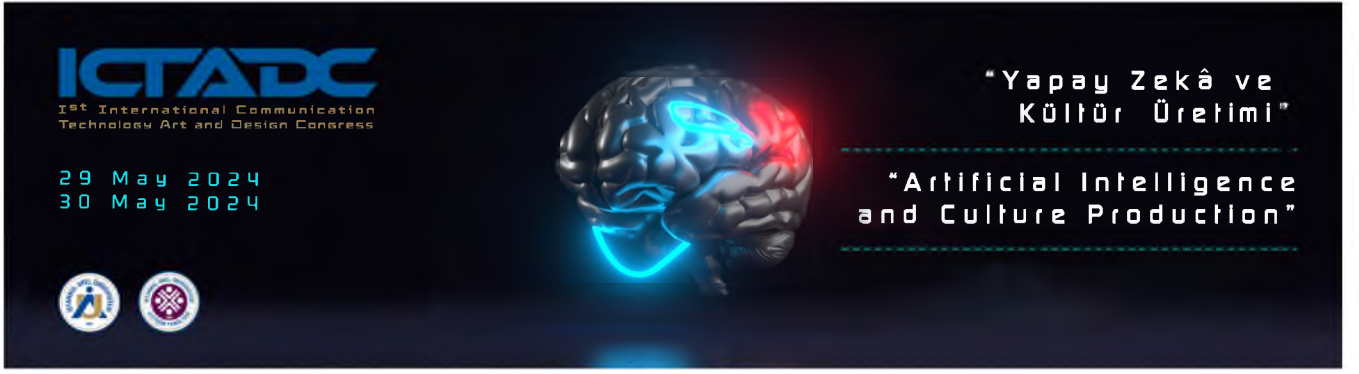 ICTADC
1st International Communication
Technology Art and Design Congress
29 May 2024
30 May 2024
“Yapay Zekâ ve
Kültür Üretimi”
“Artificial Intelligence
and Culture Production”